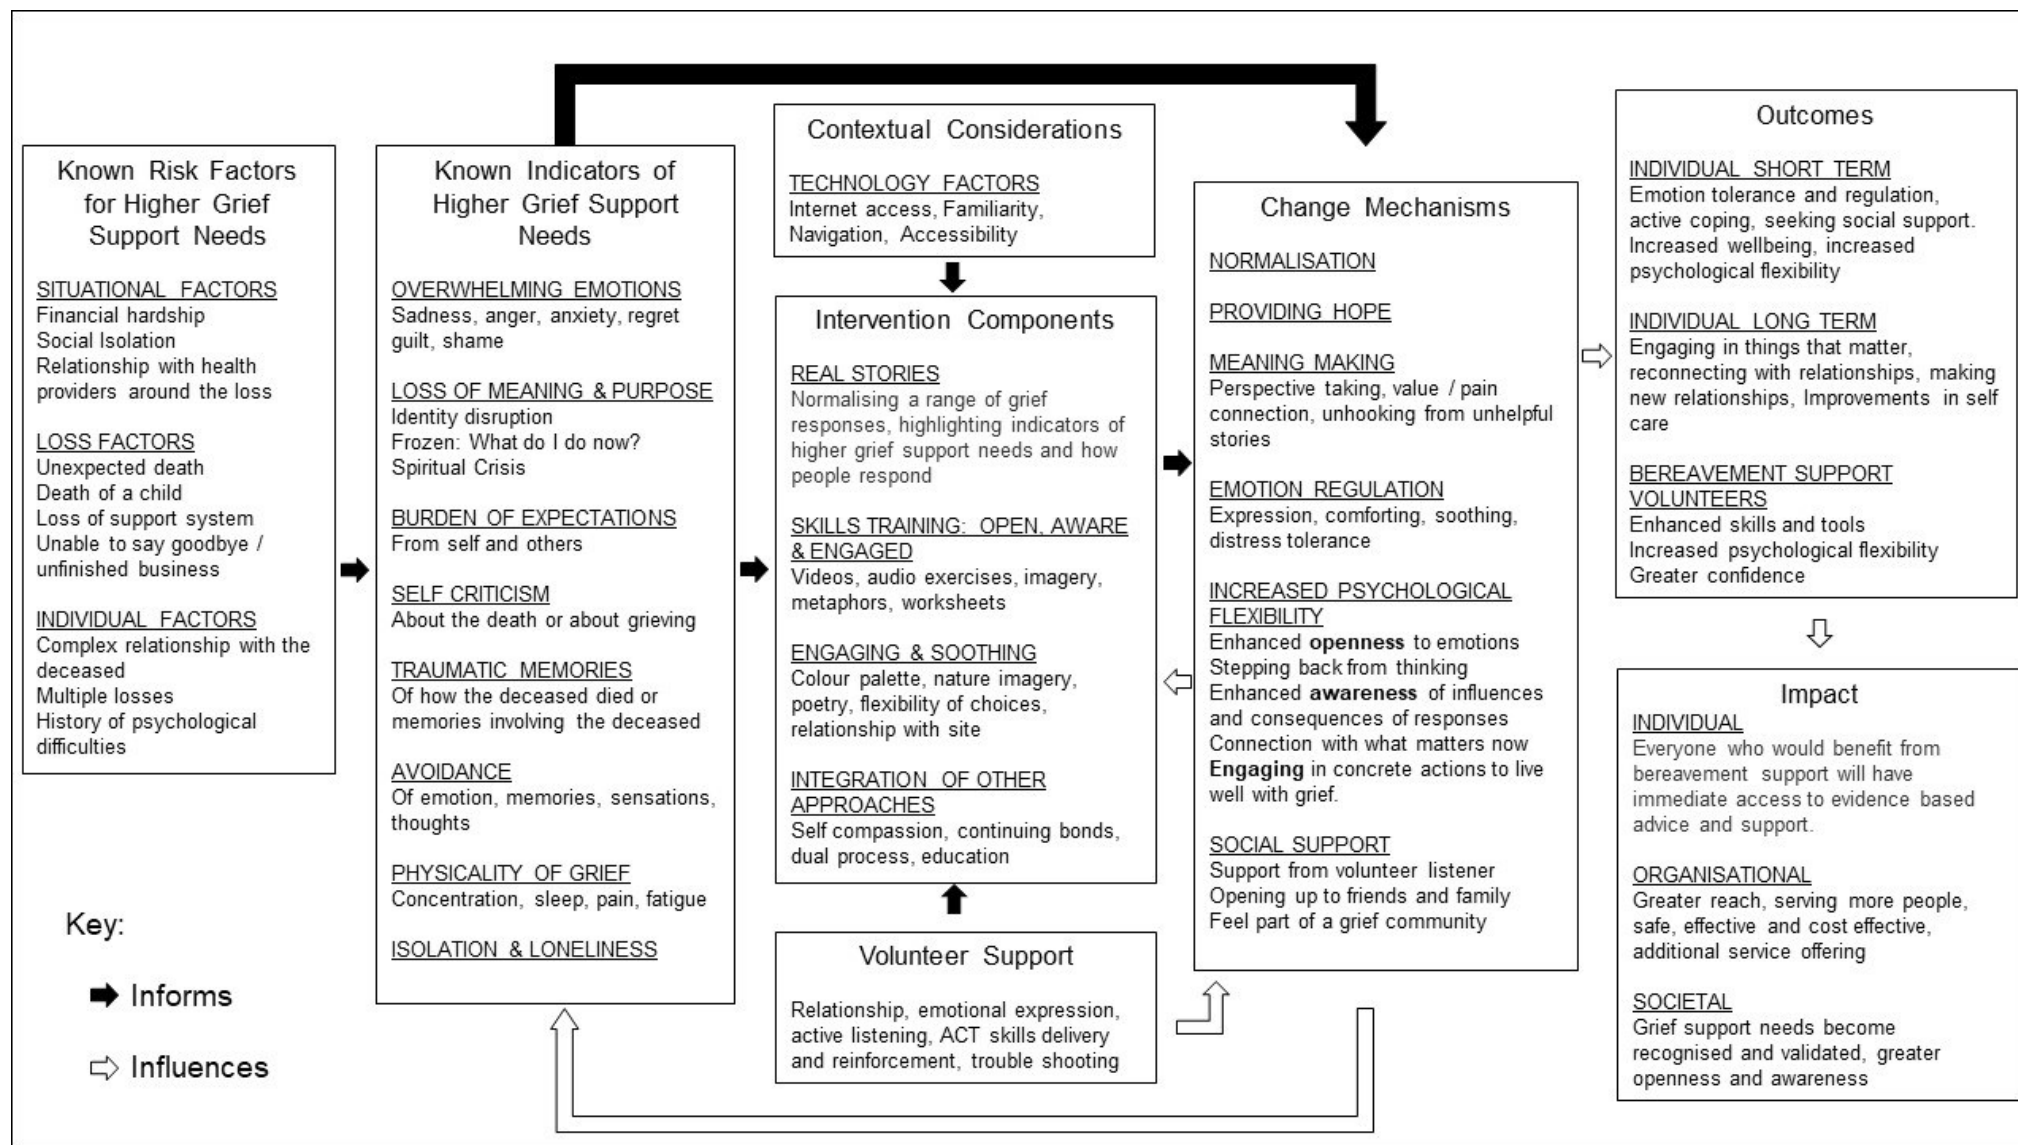 Known Risk Factors
for Higher Grief
Support Needs
SITUATIONAL FACTORS
Financial hardship
Social Isolation
Relationship with health
providers around the loss
LOSS FACTORS
Unexpected death
Death of a child
Loss of support system
Unable to say goodbye /
unfinished business
INDIVIDUAL FACTORS
Complex relationship with the
deceased
Multiple losses
History of psychological
difficulties
Key:
Informs
Influences
Known Indicators of
Higher Grief Support
Needs
OVERWHELMING EMOTIONS
Sadness, anger, anxiety, regret
guilt, shame
LOSS OF MEANING & PURPOSE
Identity disruption
Frozen: What do I do now?
Spiritual Crisis
BURDEN OF EXPECTATIONS
From self and others
SELF CRITICISM
About the death or about grieving
TRAUMATIC MEMORIES
Of how the deceased died or
memories involving the deceased
AVOIDANCE
Of emotion, memories, sensations,
thoughts
PHYSICALITY OF GRIEF
Concentration, sleep, pain, fatigue
ISOLATION & LONELINESS
Contextual Considerations
TECHNOLOGY FACTORS
Internet access, Familiarity,
Navigation, Accessibility
Intervention Components
REAL STORIES
Normalising a range of grief
responses, highlighting indicators of
higher grief support needs and how
people respond
SKILLS TRAINING: OPEN, AWARE
& ENGAGED
Videos, audio exercises, imagery,
metaphors, worksheets
ENGAGING & SOOTHING
Colour palette, nature imagery,
poetry, flexibility of choices,
relationship with site
INTEGRATION OF OTHER
APPROACHES
Self compassion, continuing bonds,
dual process, education
Volunteer Support
Relationship, emotional expression,
active listening, ACT skills delivery
and reinforcement, trouble shooting
Change Mechanisms
NORMALISATION
PROVIDING HOPE
MEANING MAKING
Perspective taking, value / pain
connection, unhooking from unhelpful
stories
EMOTION REGULATION
Expression, comforting, soothing,
distress tolerance
INCREASED PSYCHOLOGICAL
FLEXIBILITY
Enhanced openness to emotions
Stepping back from thinking
Enhanced awareness of influences
and consequences of responses
Connection with what matters now
Engaging in concrete actions to live
well with grief.
SOCIAL SUPPORT
Support from volunteer listener
Opening up to friends and family
Feel part of a grief community
Outcomes
INDIVIDUAL SHORT TERM
Emotion tolerance and regulation,
active coping, seeking social support.
Increased wellbeing, increased
psychological flexibility
INDIVIDUAL LONG TERM
Engaging in things that matter,
reconnecting with relationships, making
new relationships, Improvements in self
care
BEREAVEMENT SUPPORT
VOLUNTEERS
Enhanced skills and tools
Increased psychological flexibility
Greater confidence
Impact
INDIVIDUAL
Everyone who would benefit from
bereavement support will have
immediate access to evidence based
advice and support.
ORGANISATIONAL
Greater reach, serving more people,
safe, effective and cost effective,
additional service offering
SOCIETAL
Grief support needs become
recognised and validated, greater
openness and awareness